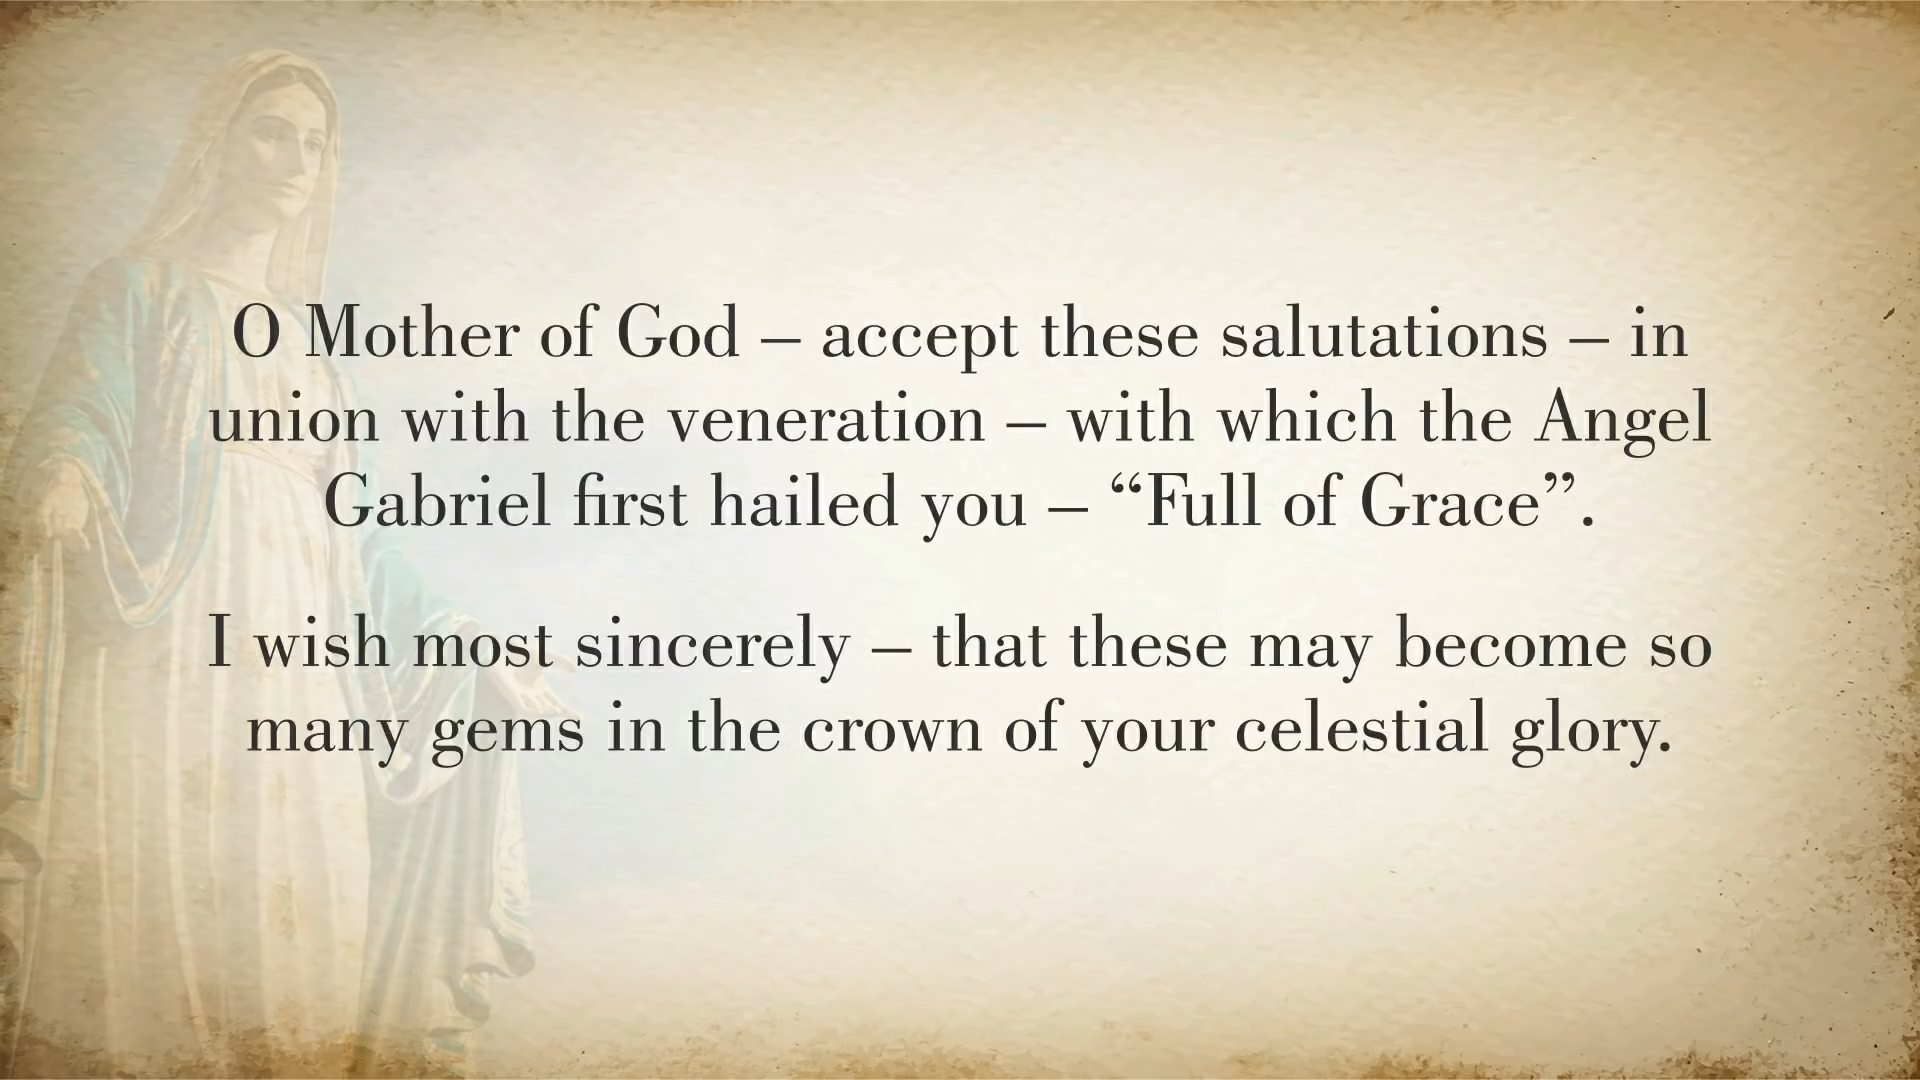 O Mother of God – accept these salutations – in
union with the veneration – with which the Angel
Gabriel first hailed you – “Full of Grace”.
I wish most sincerely – that these may become so
many gems in the crown of your celestial glory.